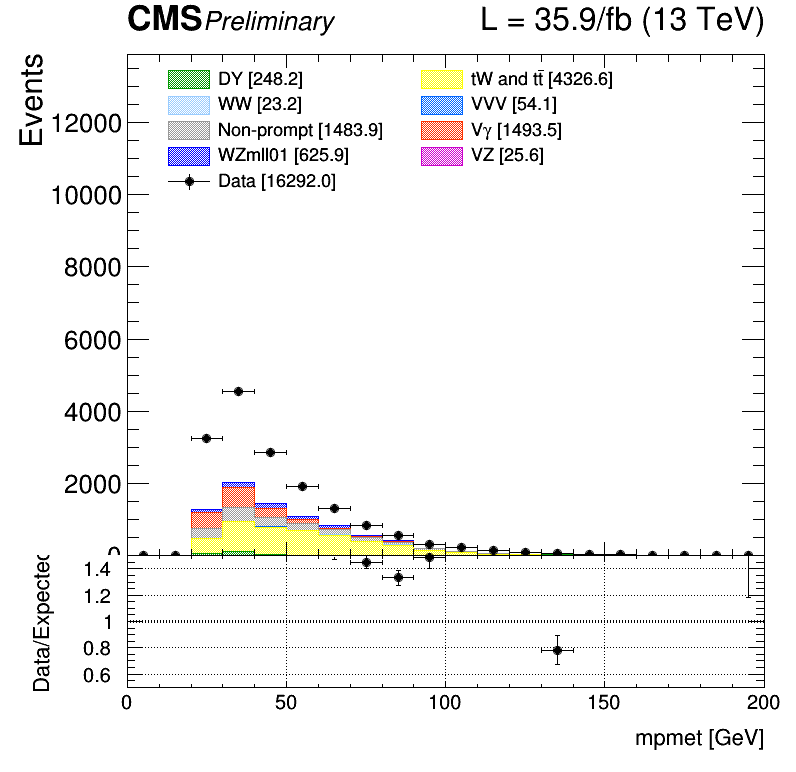 CMS Preliminary L = 35.9/fb (13 TeV)
Events
DY [248.2] tW and tt̄ [4326.6]
WW [23.2] VVV [54.1]
Non-prompt [1483.9] Vγ [1493.5]
WZmll01 [625.9] VZ [25.6]
Data [16292.0]
12000
10000
8000
6000
4000
2000
0
Data/Expected
1.4
1.2
1
0.8
0.6
0 50 100 150 200
mpmet [GeV]